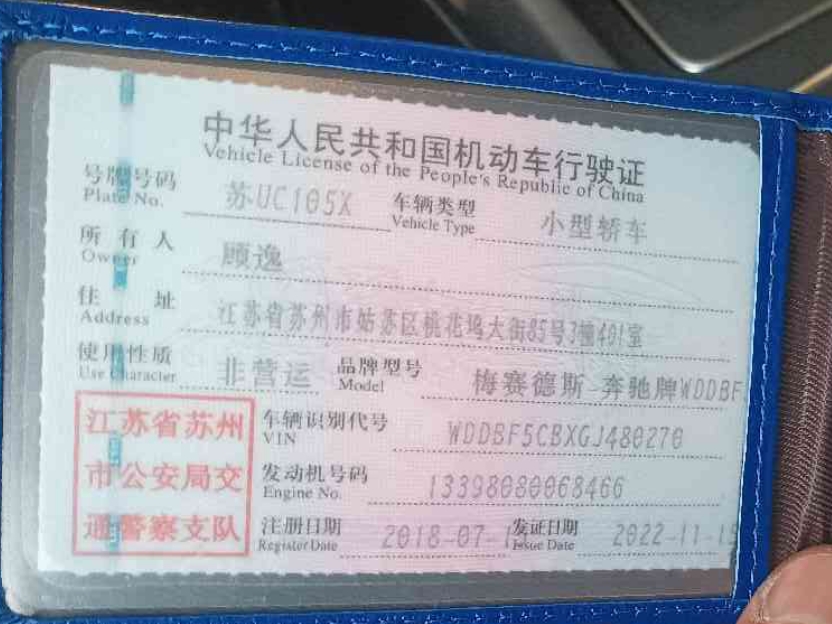 中华人民共和国机动车行驶证
Vehicle License of the People's Republic of China
号牌号码 苏UC105X 车辆类型 小型轿车
Plate No. Vehicle Type
所有人 顾逸
Owner
住址 江苏省苏州市姑苏区桃花坞大街85号3幢401室
Address
使用性质 非营运 品牌型号 梅赛德斯-奔驰牌WDDBF
Use Character Model
江苏省苏州
市公安局交
通警察支队
车辆识别代号 WDDBF5CBXGJ480270
VIN
发动机号码 13398080068466
Engine No.
注册日期 2018-07-1 发证日期 2022-11-15
Register Date Issue Date